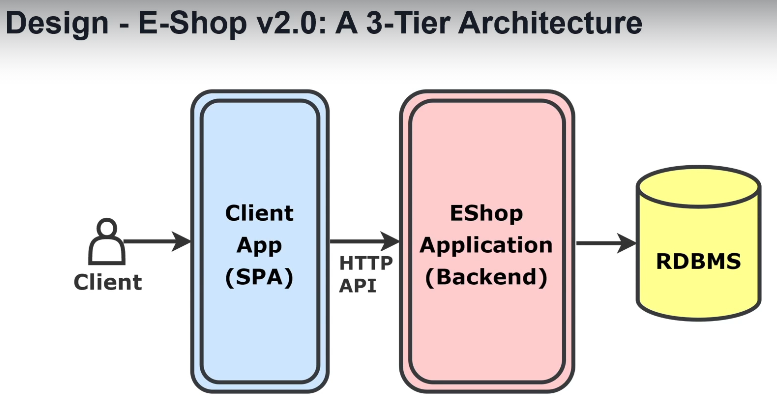 Design - E-Shop v2.0: A 3-Tier Architecture
Client
Client
App
(SPA)
HTTP
API
EShop
Application
(Backend)
RDBMS